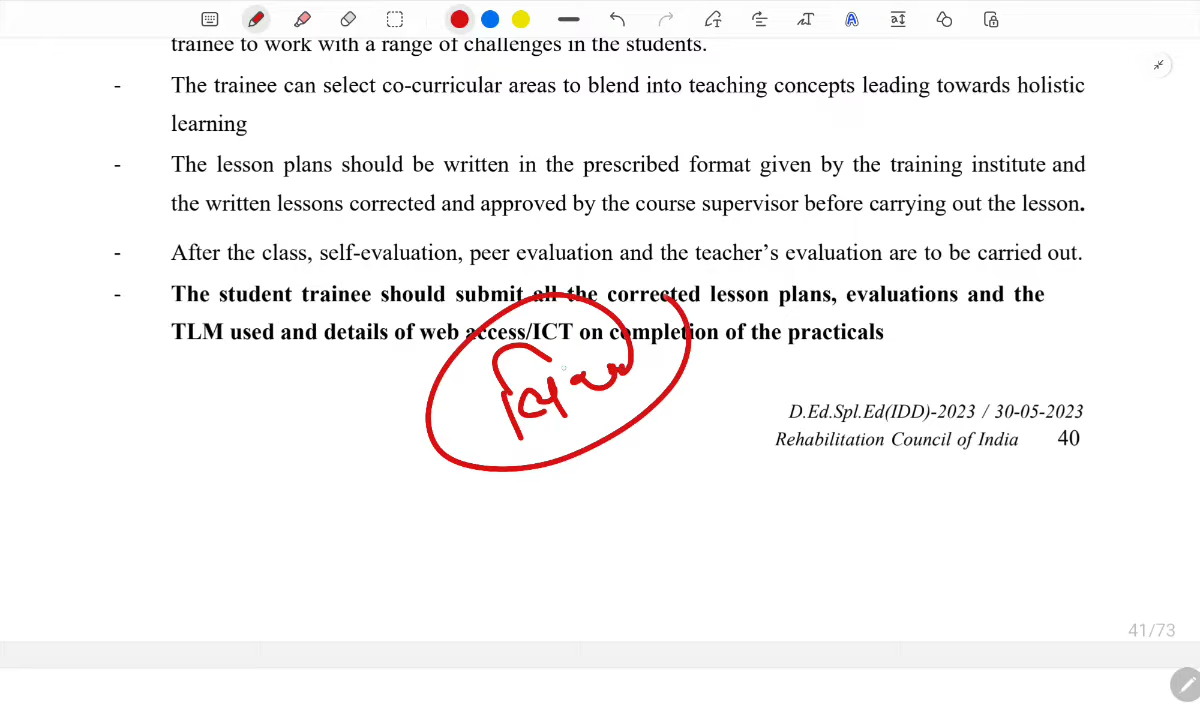 trainee to work with a range of challenges in the students.
- The trainee can select co-curricular areas to blend into teaching concepts leading towards holistic
learning
- The lesson plans should be written in the prescribed format given by the training institute and
the written lessons corrected and approved by the course supervisor before carrying out the lesson.
- After the class, self-evaluation, peer evaluation and the teacher’s evaluation are to be carried out.
- The student trainee should submit all the corrected lesson plans, evaluations and the
TLM used and details of web access/ICT on completion of the practicals
D.Ed.Spl.Ed(IDD)-2023 / 30-05-2023
Rehabilitation Council of India 40
41/73